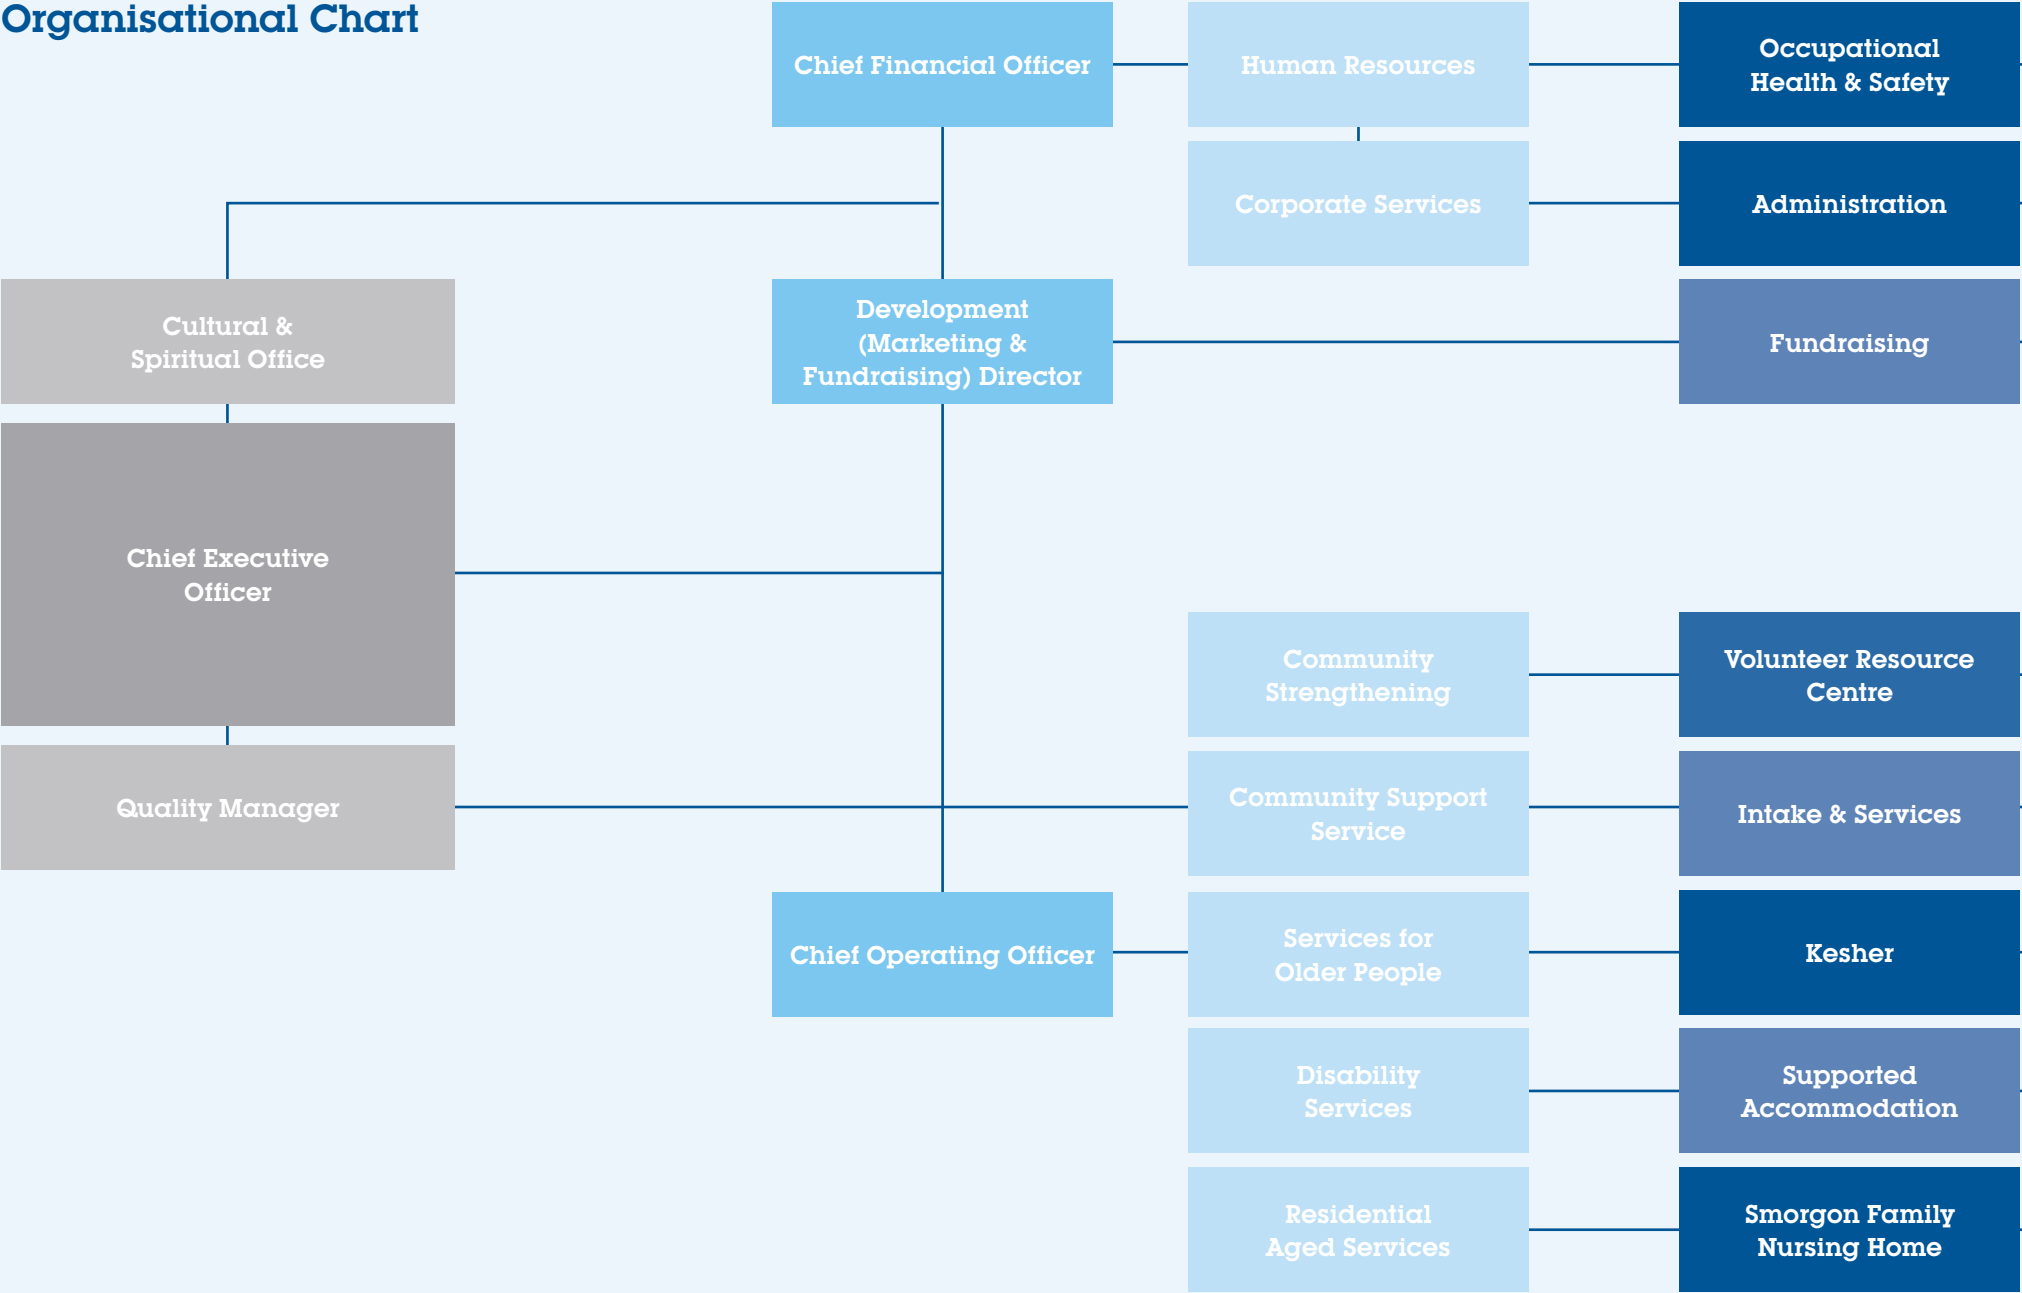 Organisational Chart
Chief Financial Officer
Human Resources
Occupational
Health & Safety
Corporate Services
Administration
Cultural &
Spiritual Office
Development
(Marketing &
Fundraising) Director
Fundraising
Chief Executive
Officer
Community
Strengthening
Volunteer Resource
Centre
Quality Manager
Community Support
Service
Intake & Services
Chief Operating Officer
Services for
Older People
Kesher
Disability
Services
Supported
Accommodation
Residential
Aged Services
Smorgon Family
Nursing Home